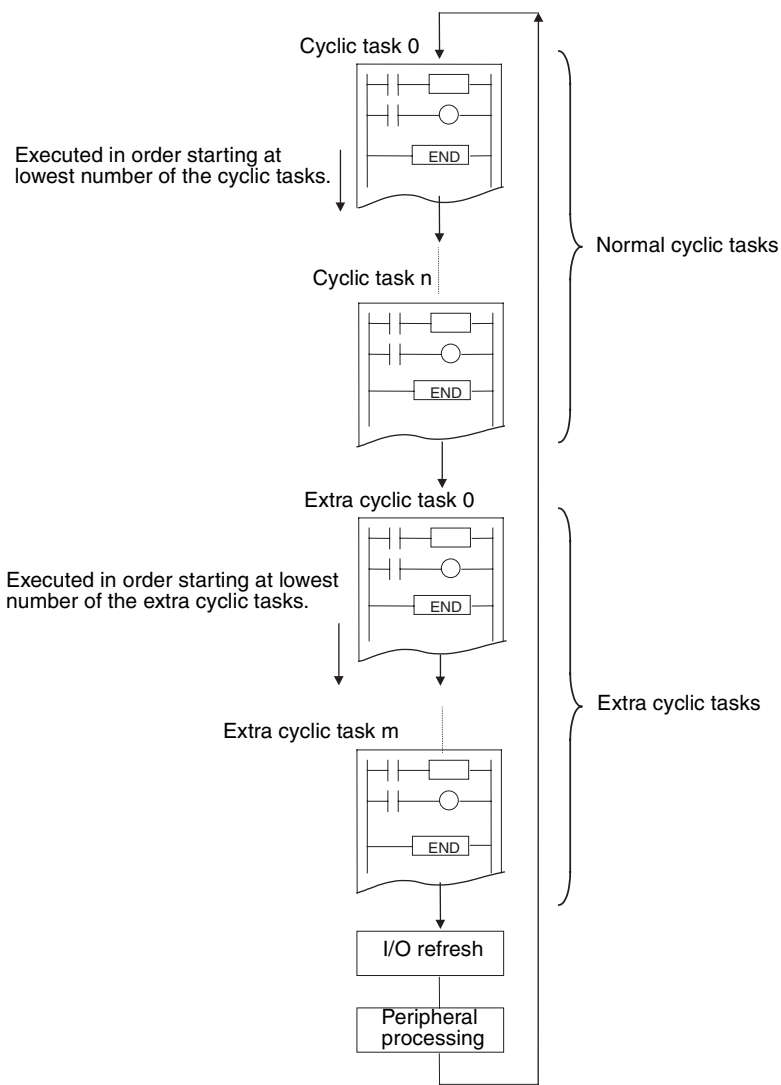 Cyclic task 0
END
Executed in order starting at
lowest number of the cyclic tasks.
Normal cyclic tasks
Cyclic task n
END
Extra cyclic task 0
END
Executed in order starting at lowest
number of the extra cyclic tasks.
Extra cyclic tasks
Extra cyclic task m
END
I/O refresh
Peripheral
processing